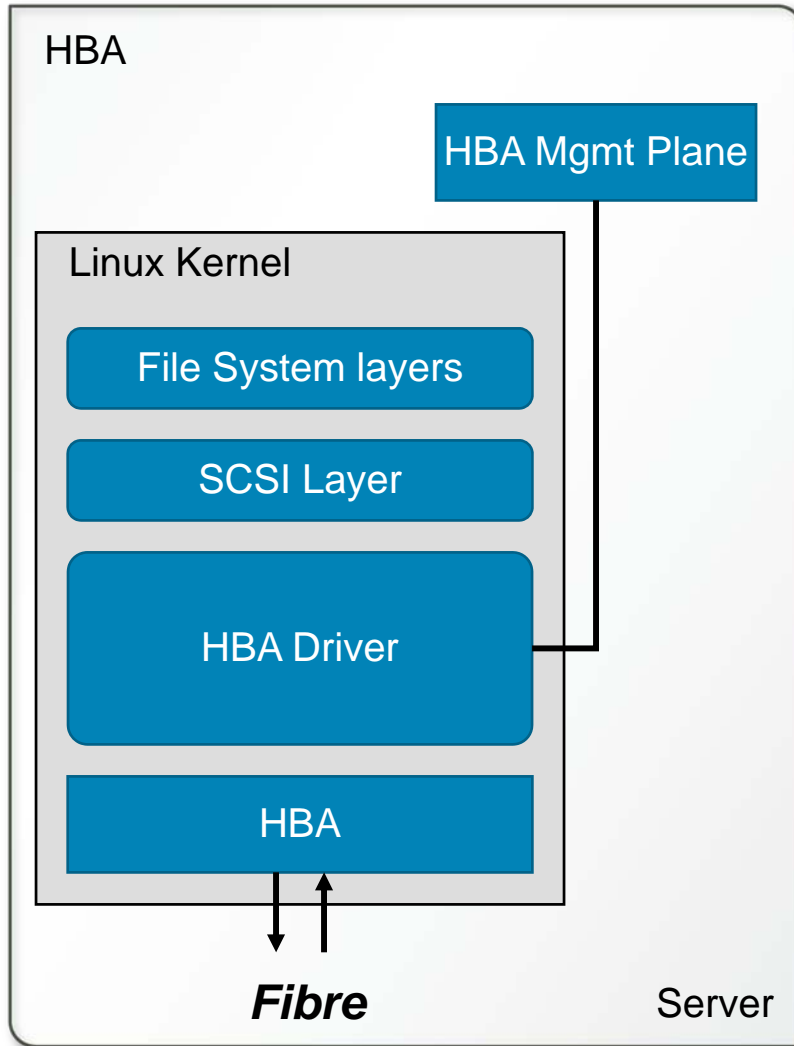 HBA
HBA Mgmt Plane
Linux Kernel
File System layers
SCSI Layer
HBA Driver
HBA
Fibre
Server